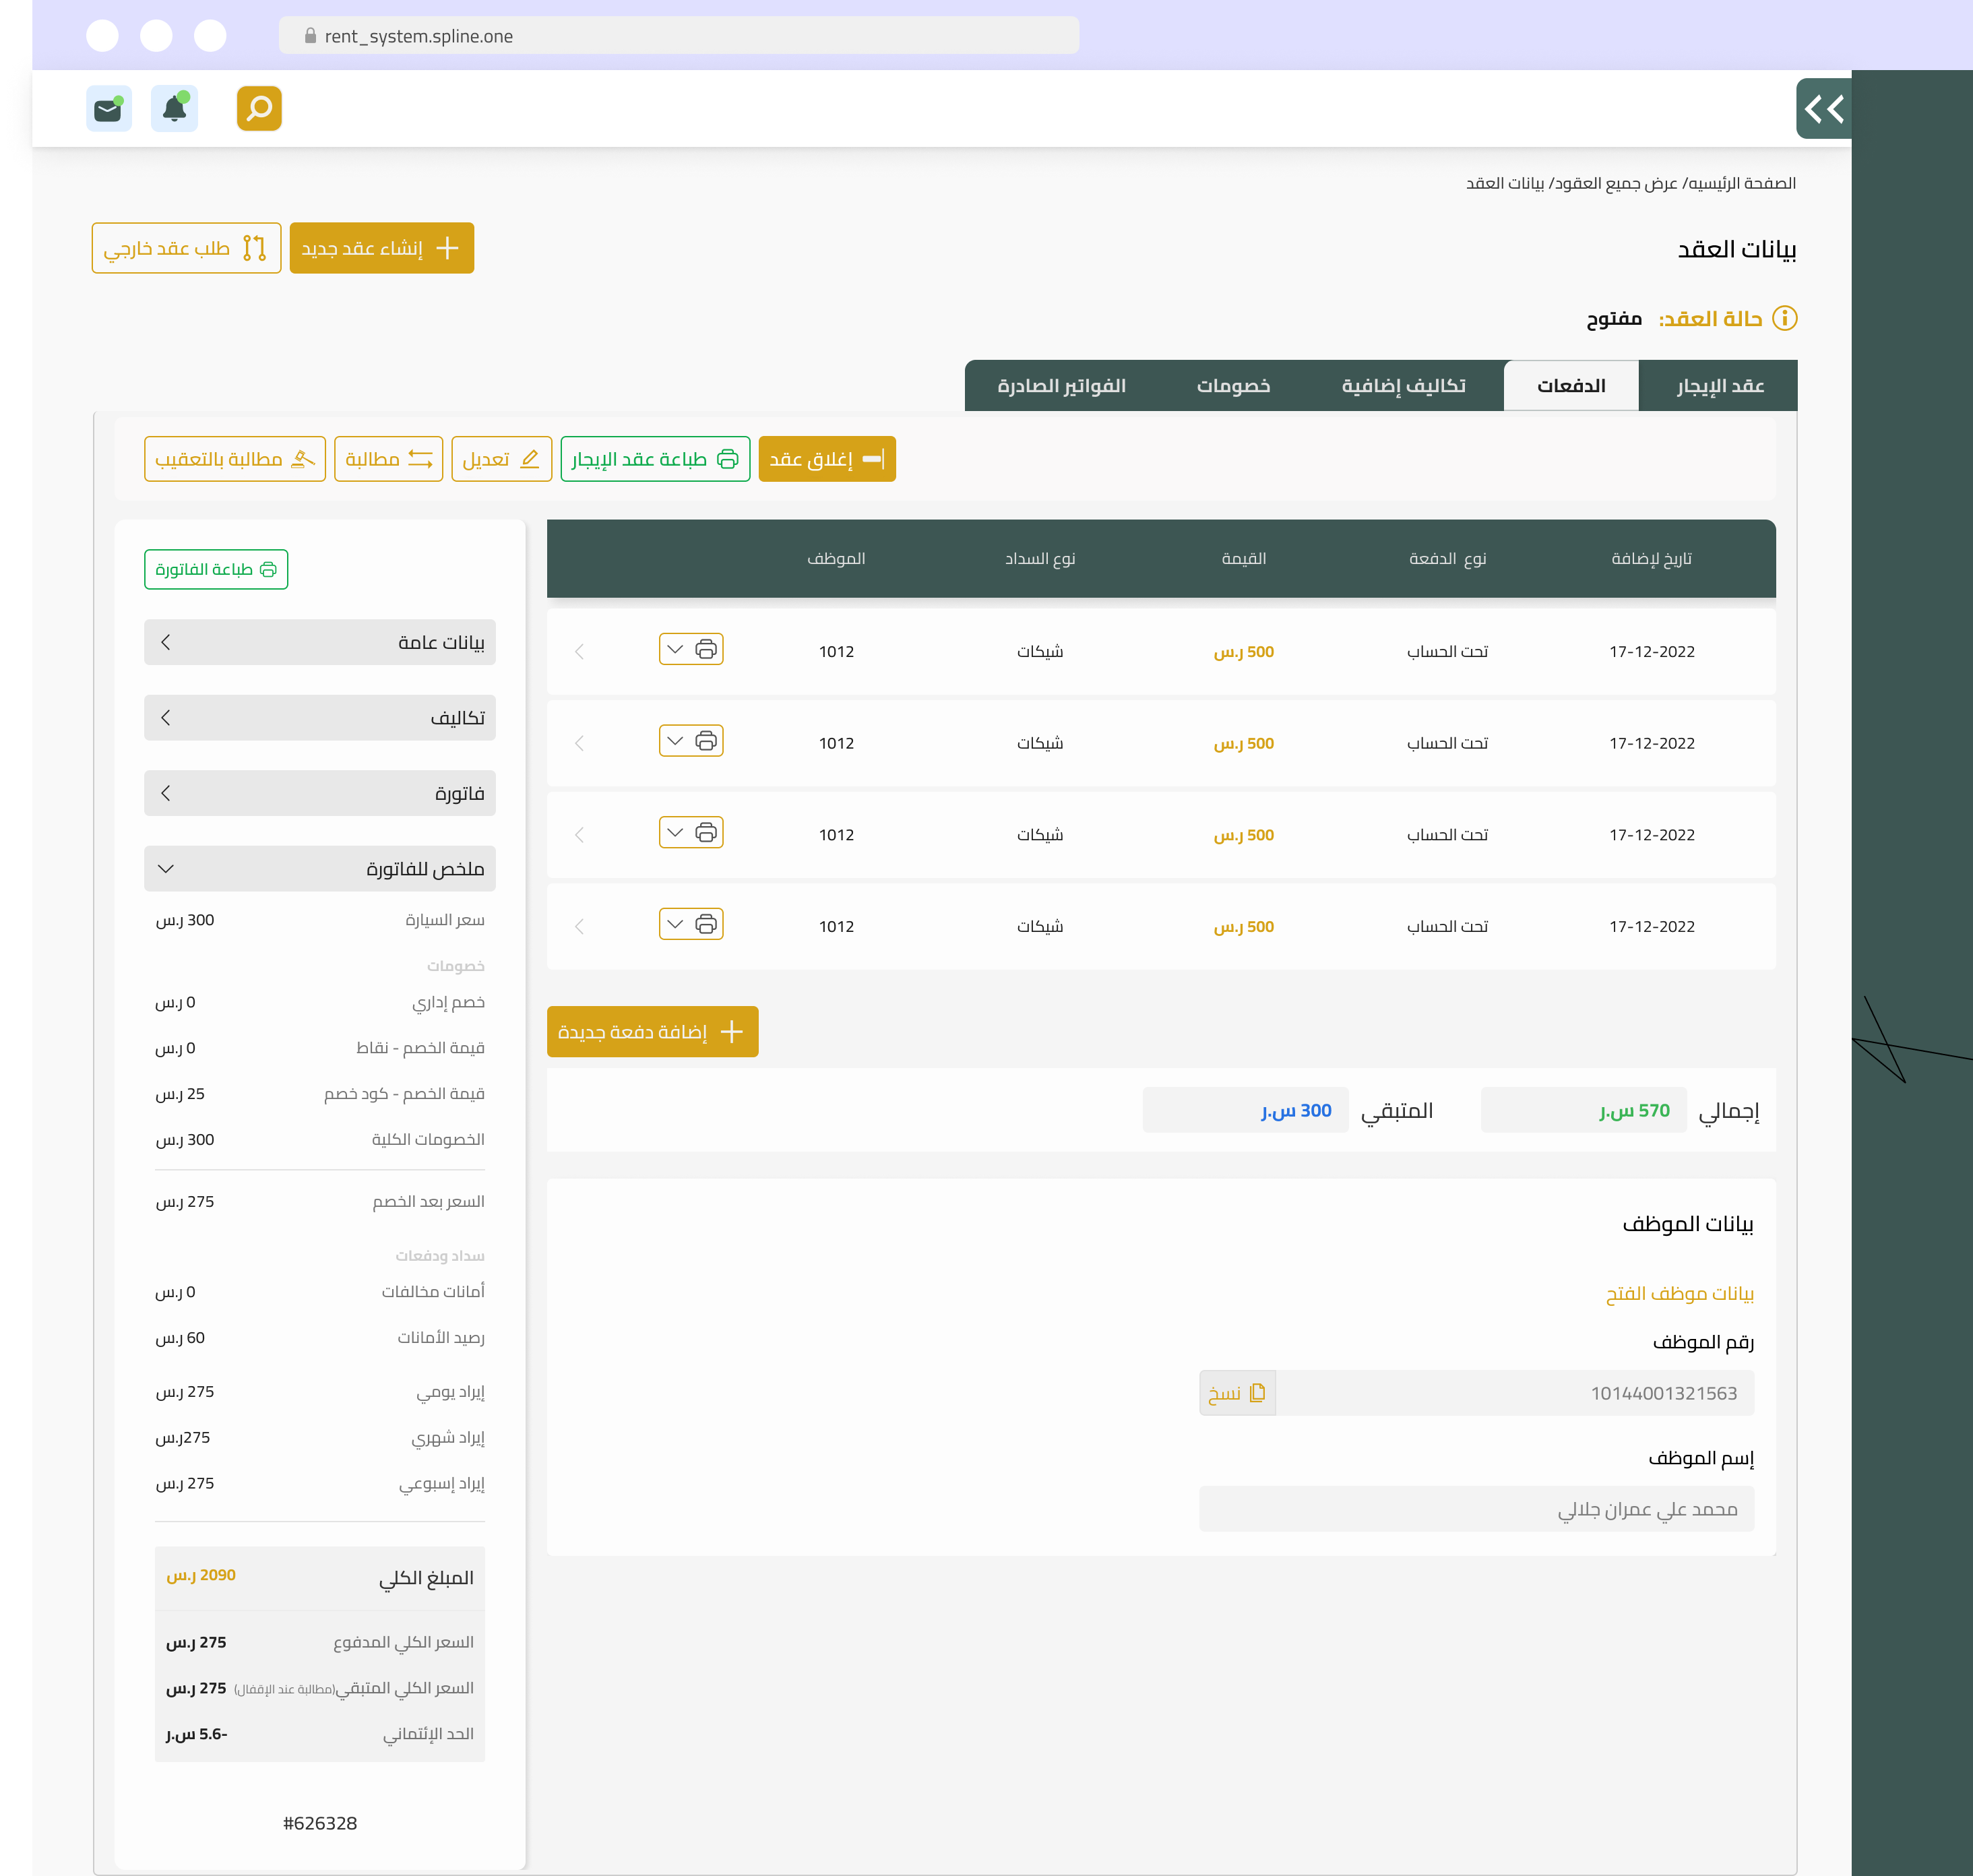 rent_system.spline.one
الصفحة الرئيسيه/ عرض جميع العقود/ بيانات العقد
بيانات العقد
إنشاء عقد جديد
طلب عقد خارجي
حالة العقد: مفتوح
عقد الإيجار
الدفعات
تكاليف إضافية
خصومات
الفواتير الصادرة
إغلاق عقد
طباعة عقد الإيجار
تعديل
مطالبة
مطالبة بالتعقيب
تاريخ لإضافة نوع الدفعة القيمة نوع السداد الموظف
17-12-2022 تحت الحساب 500 ر.س شيكات 1012
17-12-2022 تحت الحساب 500 ر.س شيكات 1012
17-12-2022 تحت الحساب 500 ر.س شيكات 1012
17-12-2022 تحت الحساب 500 ر.س شيكات 1012
إضافة دفعة جديدة
إجمالي 570 س.ر المتبقي 300 س.ر
بيانات الموظف
بيانات موظف الفتح
رقم الموظف
10144001321563 نسخ
إسم الموظف
محمد علي عمران جلالي
طباعة الفاتورة
بيانات عامة
تكاليف
فاتورة
ملخص للفاتورة
سعر السيارة 300 ر.س
خصومات
خصم إداري 0 ر.س
قيمة الخصم - نقاط 0 ر.س
قيمة الخصم - كود خصم 25 ر.س
الخصومات الكلية 300 ر.س
السعر بعد الخصم 275 ر.س
سداد ودفعات
أمانات مخالفات 0 ر.س
رصيد الأمانات 60 ر.س
إيراد يومي 275 ر.س
إيراد شهري 275ر.س
إيراد إسبوعي 275 ر.س
المبلغ الكلي 2090 ر.س
السعر الكلي المدفوع 275 ر.س
السعر الكلي المتبقي(مطالبة عند الإقفال) 275 ر.س
الحد الإئتماني -5.6 س.ر
#626328